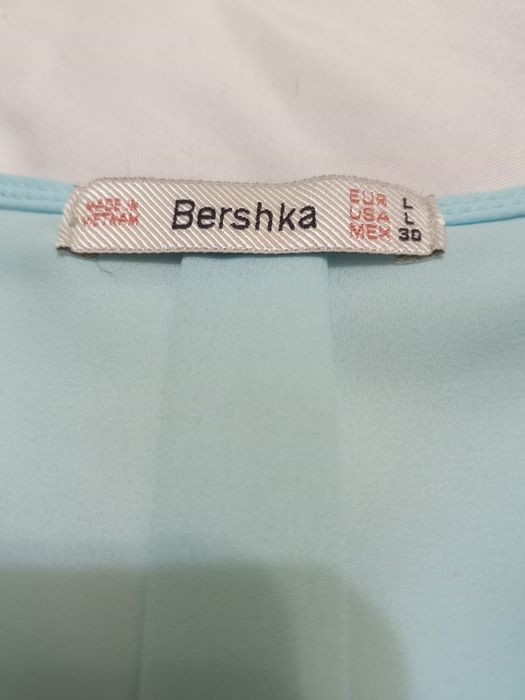 MADE IN
VIETNAM
Bershka
EUR L
USA L
MEX 30